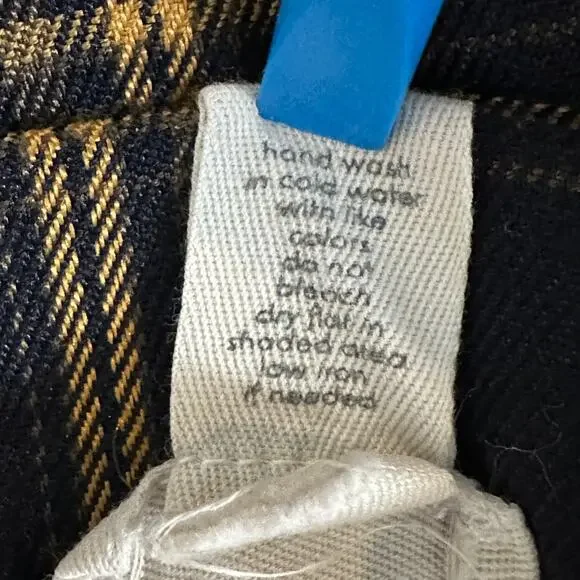 hand wash
in cold water
with like
colors
do not
bleach
dry flat in
shaded area
low iron
if needed